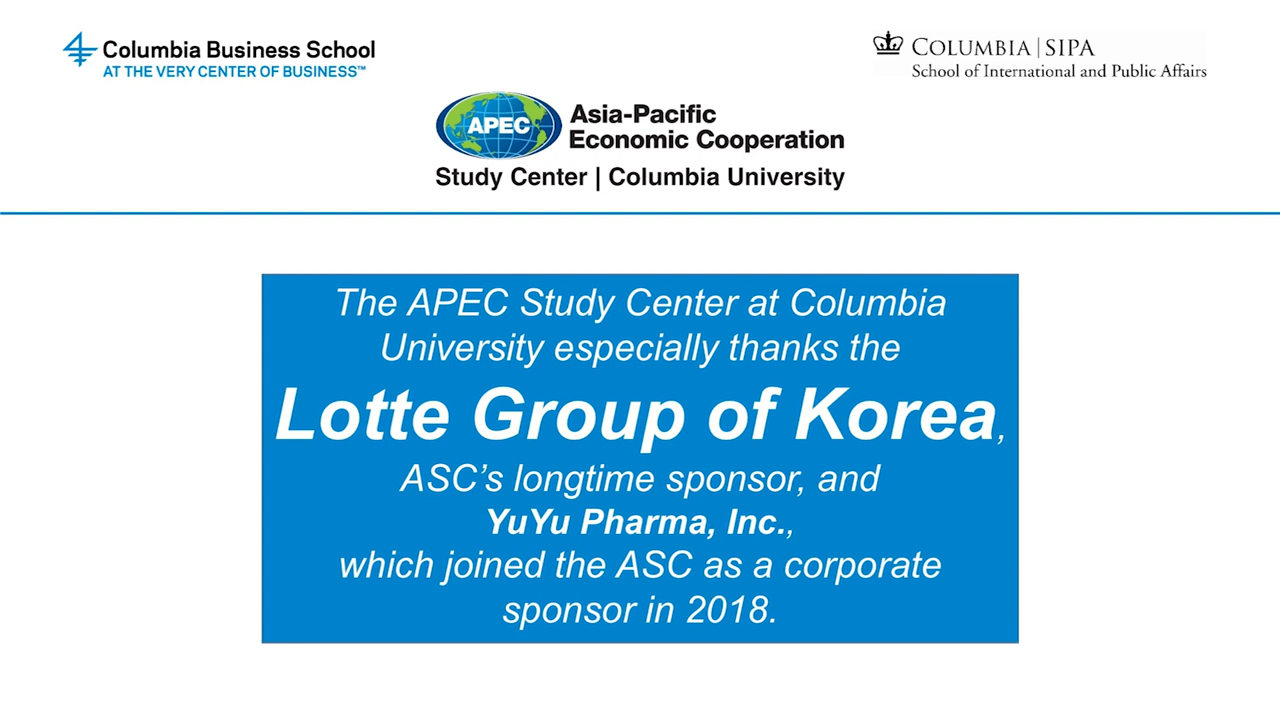 Columbia Business School
AT THE VERY CENTER OF BUSINESS™
COLUMBIA | SIPA
School of International and Public Affairs
APEC
Asia-Pacific
Economic Cooperation
Study Center | Columbia University
The APEC Study Center at Columbia
University especially thanks the
Lotte Group of Korea,
ASC's longtime sponsor, and
YuYu Pharma, Inc.,
which joined the ASC as a corporate
sponsor in 2018.